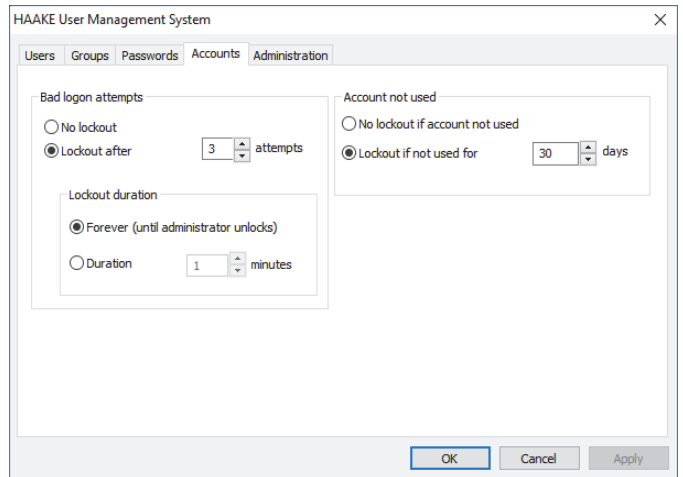 HAAKE User Management System
Users Groups Passwords Accounts Administration
Bad logon attempts
No lockout
Lockout after 3 attempts
Lockout duration
Forever (until administrator unlocks)
Duration 1 minutes
Account not used
No lockout if account not used
Lockout if not used for 30 days
OK Cancel Apply